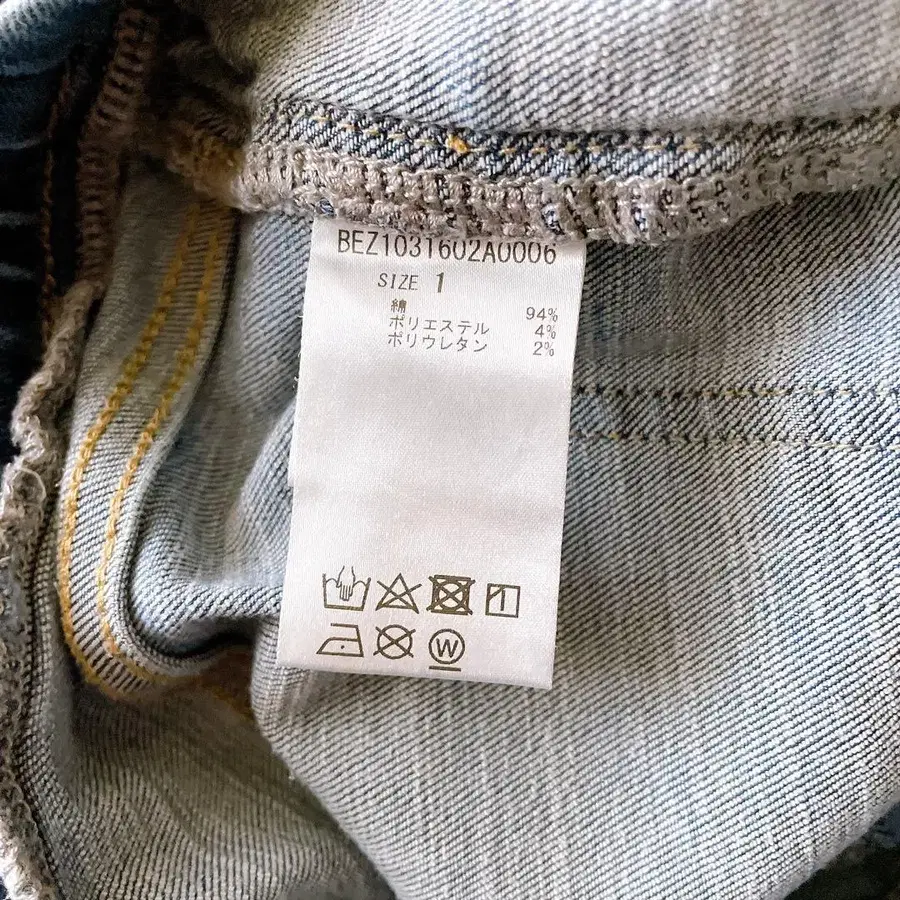 BEZ1031602A0006
SIZE 1
綿 94%
ポリエステル 4%
ポリウレタン 2%
W